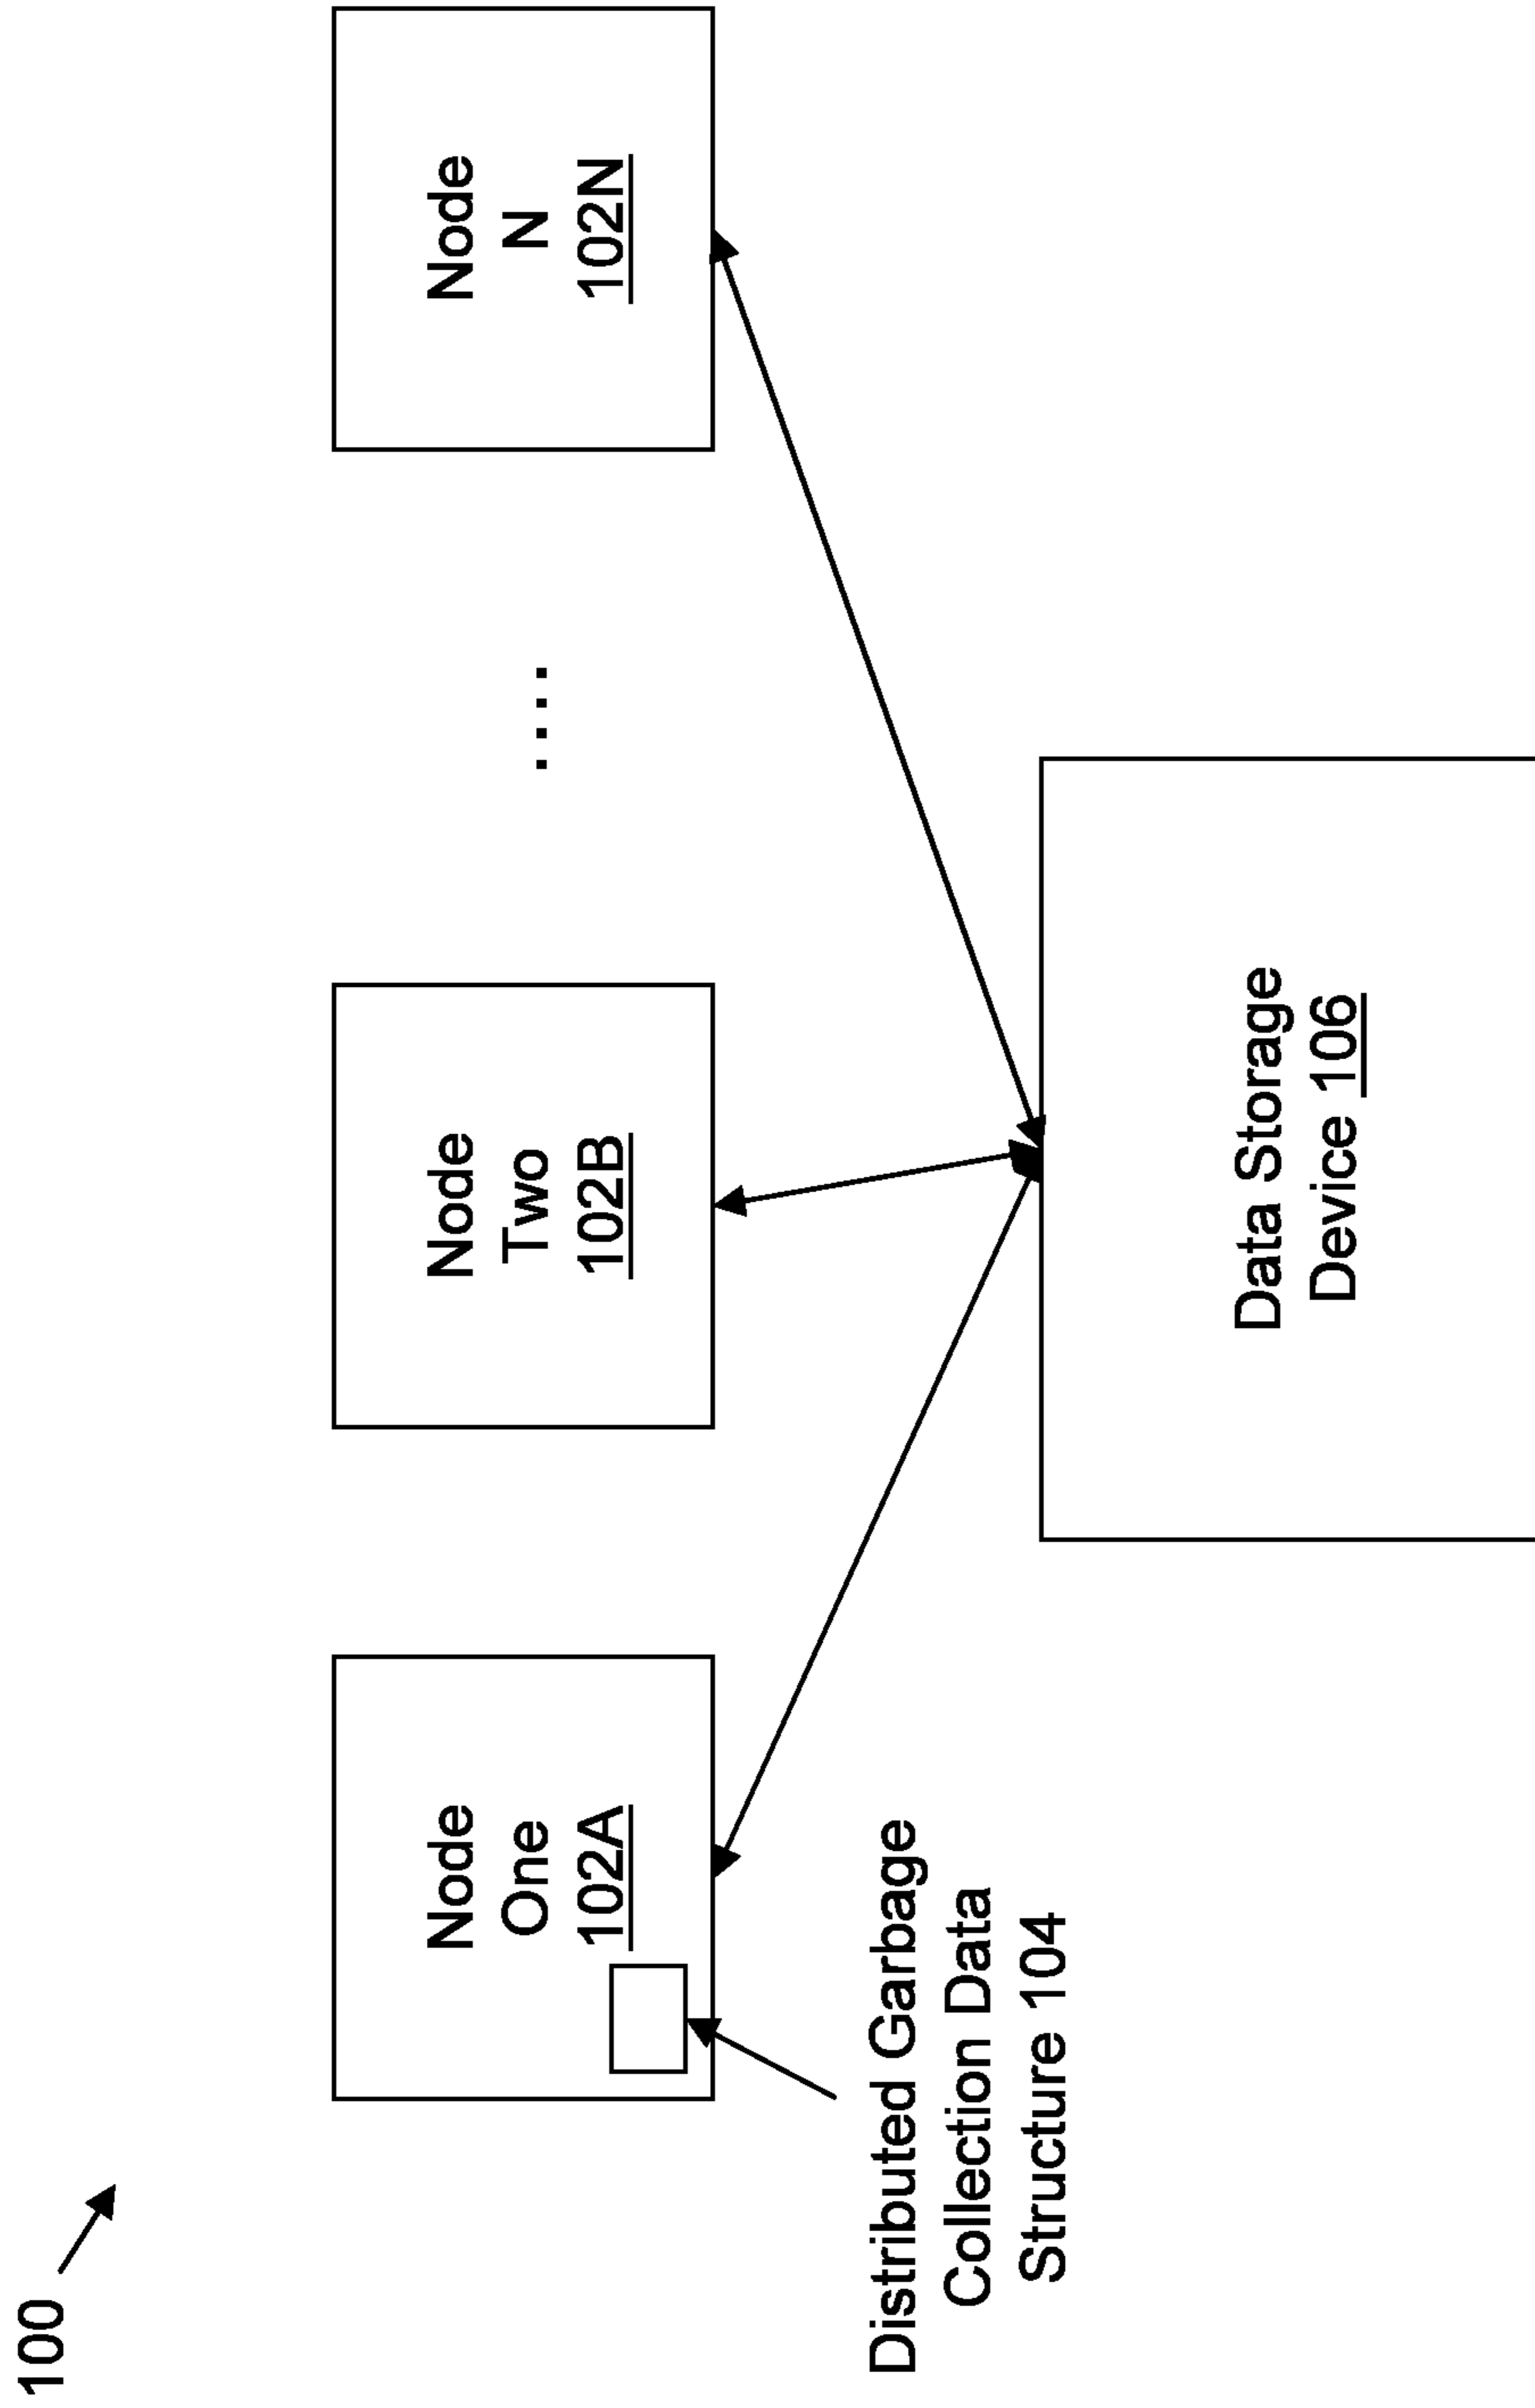 100
Node
One
102A
Node
Two
102B
....
Node
N
102N
Distributed Garbage
Collection Data
Structure 104
Data Storage
Device 106